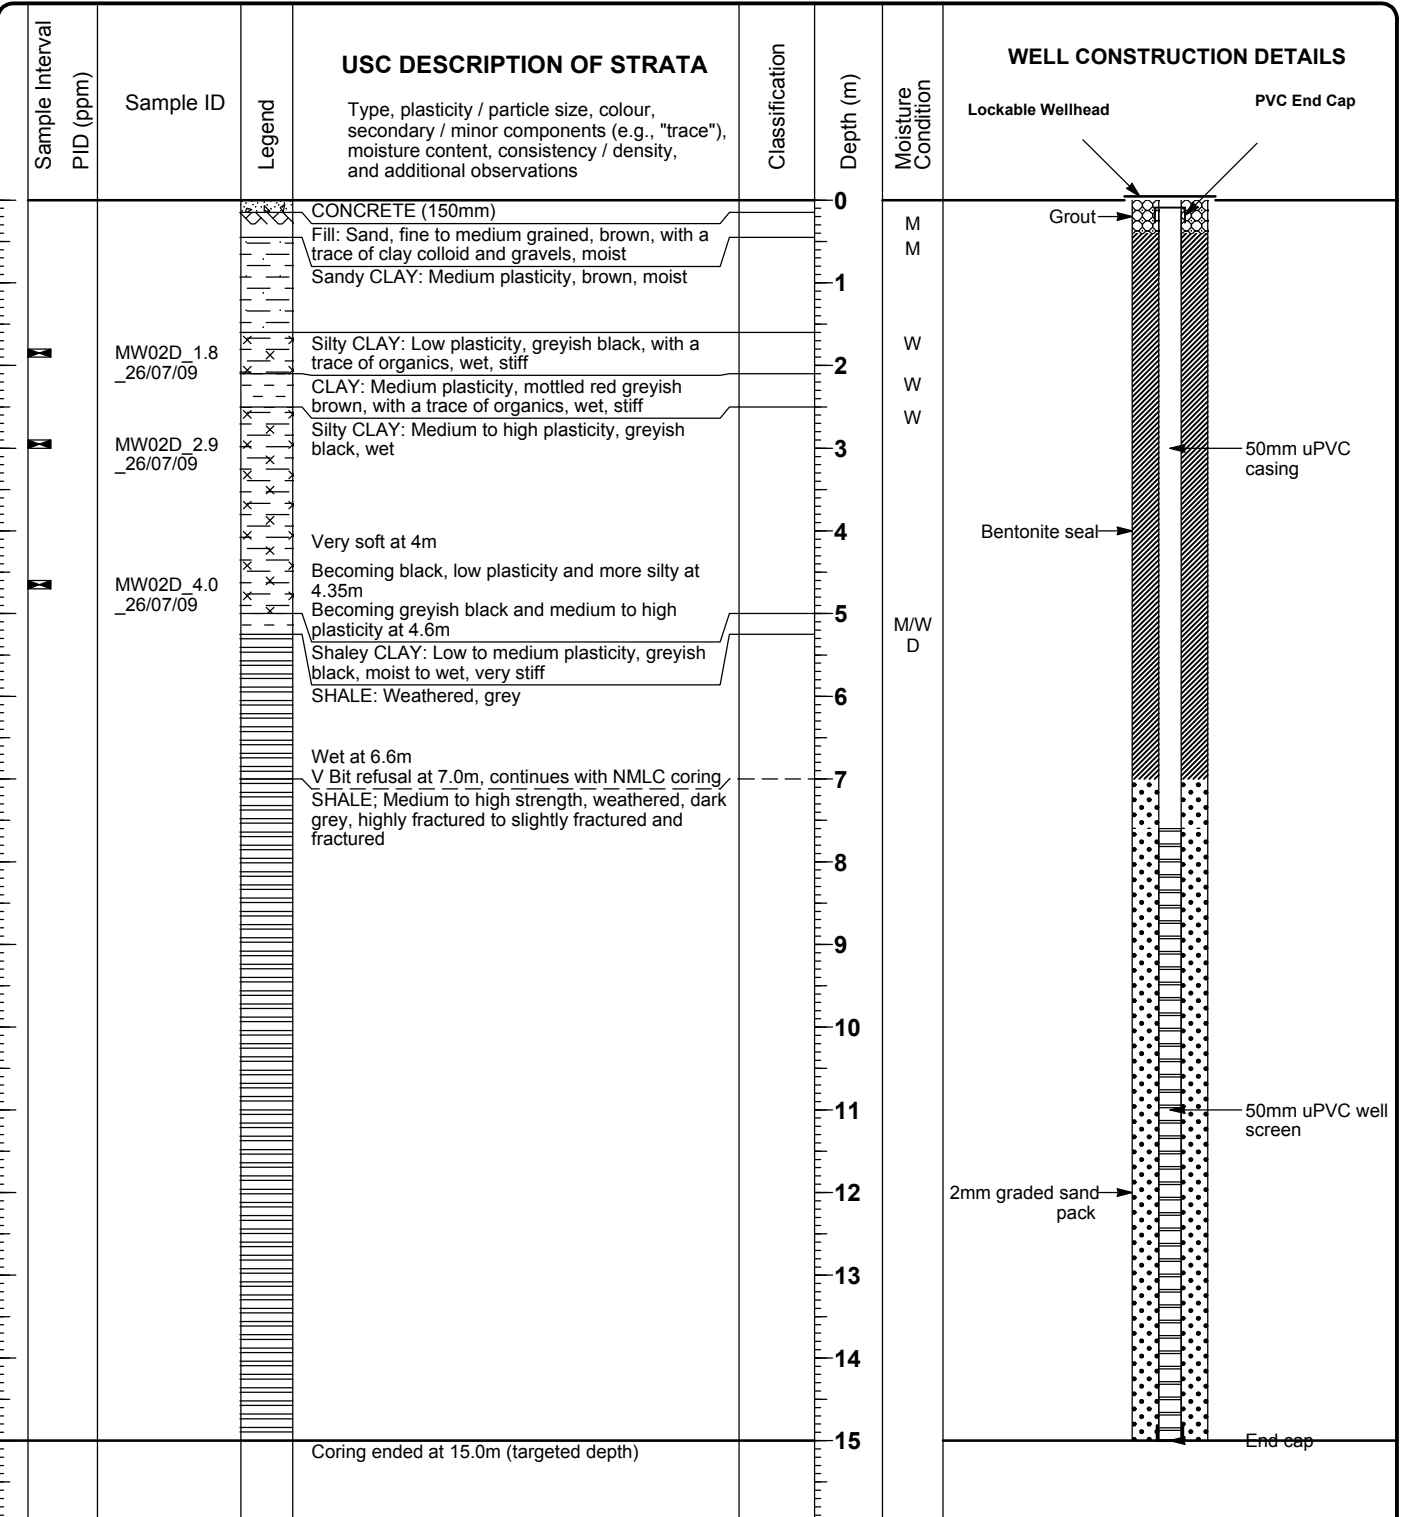 Sample Interval
PID (ppm)
Sample ID
Legend
USC DESCRIPTION OF STRATA
Type, plasticity / particle size, colour,
secondary / minor components (e.g., "trace"),
moisture content, consistency / density,
and additional observations
Classification
Depth (m)
Moisture
Condition
WELL CONSTRUCTION DETAILS
Lockable Wellhead
PVC End Cap
0
CONCRETE (150mm)
Grout
M
Fill: Sand, fine to medium grained, brown, with a
trace of clay colloid and gravels, moist
M
Sandy CLAY: Medium plasticity, brown, moist
1
MW02D_1.8
_26/07/09
Silty CLAY: Low plasticity, greyish black, with a
trace of organics, wet, stiff
W
2
CLAY: Medium plasticity, mottled red greyish
brown, with a trace of organics, wet, stiff
W
W
MW02D_2.9
_26/07/09
Silty CLAY: Medium to high plasticity, greyish
black, wet
3
50mm uPVC
casing
Very soft at 4m
4
Bentonite seal
MW02D_4.0
_26/07/09
Becoming black, low plasticity and more silty at
4.35m
Becoming greyish black and medium to high
plasticity at 4.6m
5
M/W
D
Shaley CLAY: Low to medium plasticity, greyish
black, moist to wet, very stiff
SHALE: Weathered, grey
6
Wet at 6.6m
V Bit refusal at 7.0m, continues with NMLC coring
7
SHALE; Medium to high strength, weathered, dark
grey, highly fractured to slightly fractured and
fractured
8
9
10
11
50mm uPVC well
screen
12
2mm graded sand
pack
13
14
15
End cap
Coring ended at 15.0m (targeted depth)